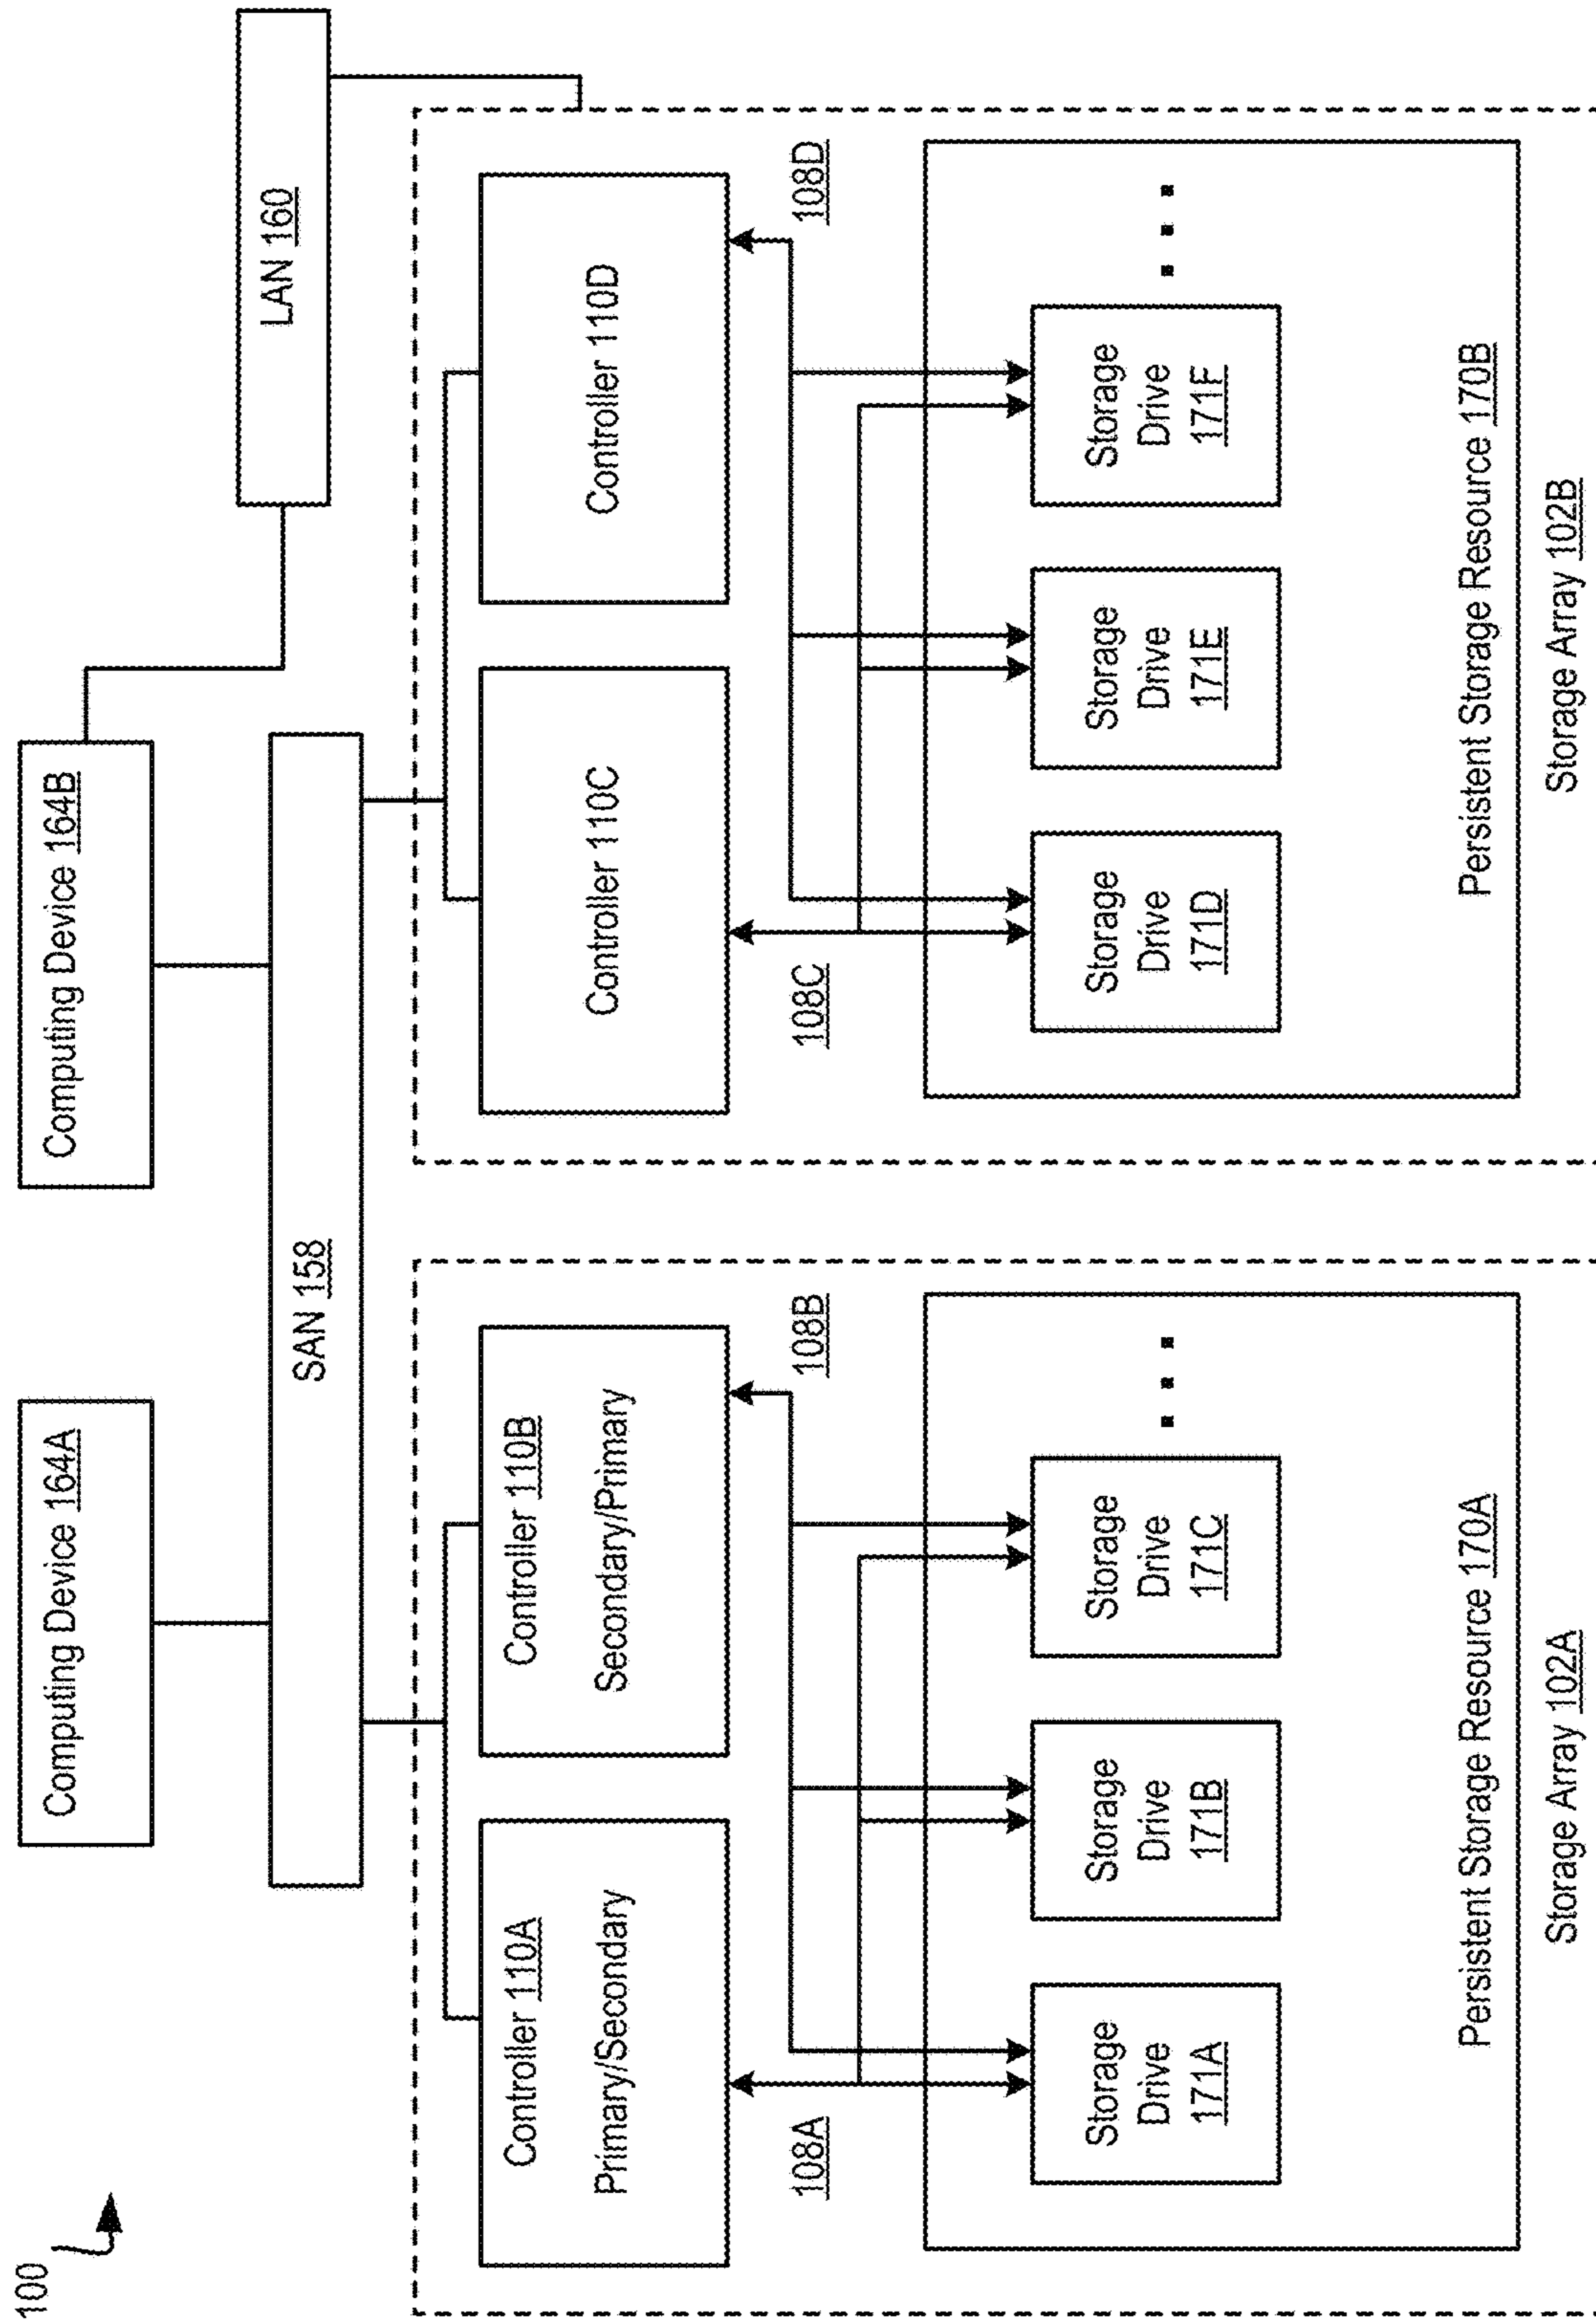 100
Computing Device 164A
Computing Device 164B
SAN 158
LAN 160
Controller 110A
Primary/Secondary
Controller 110B
Secondary/Primary
Controller 110C
Controller 110D
108A
108B
108C
108D
Storage
Drive
171A
Storage
Drive
171B
Storage
Drive
171C
Storage
Drive
171D
Storage
Drive
171E
Storage
Drive
171F
Persistent Storage Resource 170A
Persistent Storage Resource 170B
Storage Array 102A
Storage Array 102B